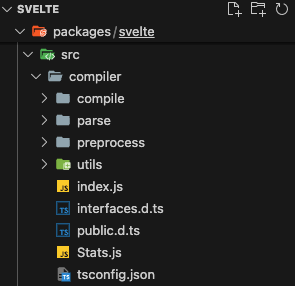 SVELTE
packages/svelte
src
compiler
compile
parse
preprocess
utils
JS index.js
TS interfaces.d.ts
TS public.d.ts
JS Stats.js
TS tsconfig.json